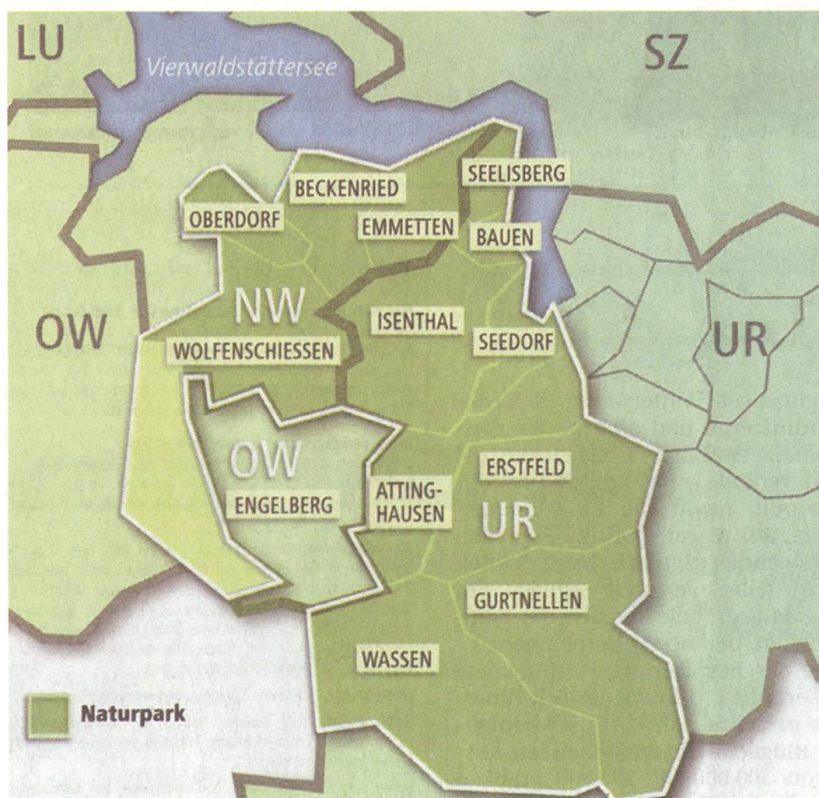 LU
Vierwaldstättersee
SZ
SEELISBERG
BECKENRIED
OBERDORF
EMMETTEN
BAUEN
NW
ISENTHAL
OW
SEEDORF
UR
WOLFENSCHIESSEN
OW
ERSTFELD
ENGELBERG
ATTING-
HAUSEN
UR
GURTNELLEN
WASSEN
Naturpark